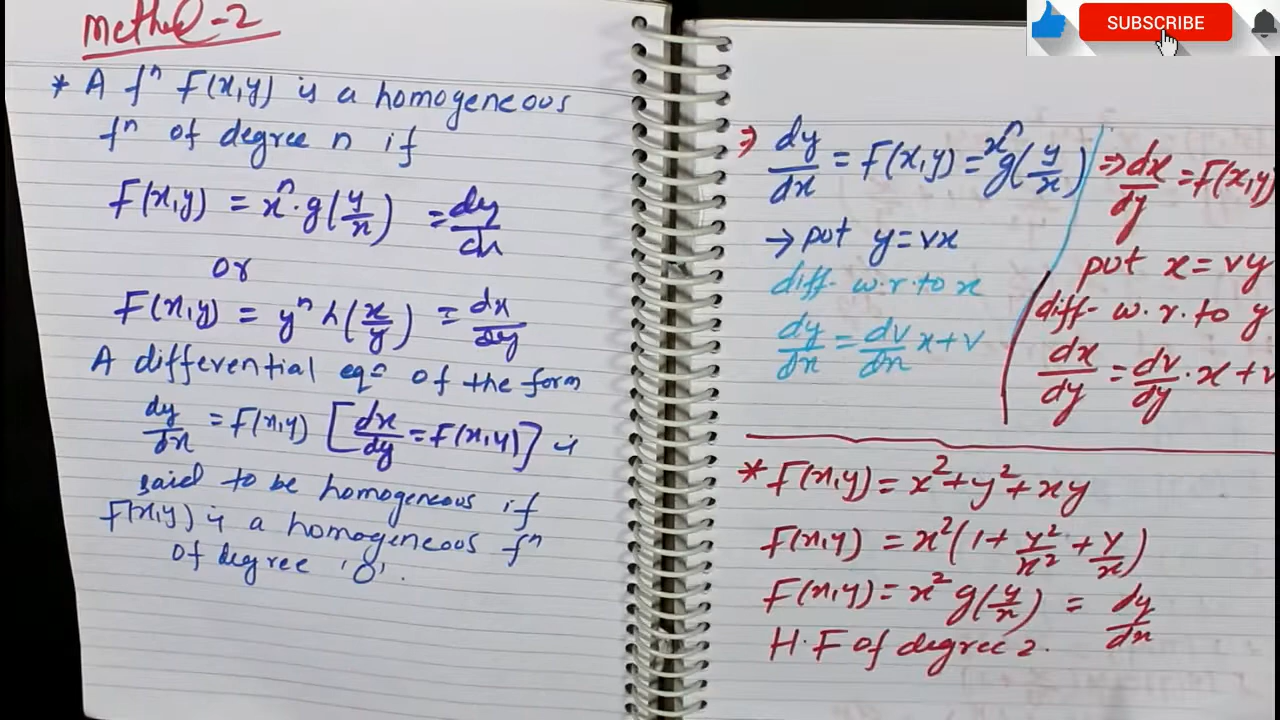 Method-2
* A fⁿ F(x,y) is a homogeneous
fⁿ of degree n if
F(x,y) = xⁿ·g(y/x) = dy/dx
or
F(x,y) = yⁿ h(x/y) = dx/dy
A differential eqⁿ of the form
dy/dx = F(x,y) [dx/dy = F(x,y)] is
said to be homogeneous if
F(x,y) is a homogeneous fⁿ
of degree '0'.
SUBSCRIBE
⇒ dy/dx = F(x,y) = xⁿg(y/x)
→ put y=vx
diff. w.r.to x
dy/dx = dv/dx x+v
⇒ dx/dy = F(x,y)
put x = vy
diff w.r.to y
dx/dy = dv/dy · x + v
* F(x,y) = x²+y²+xy
F(x,y) = x²(1+ y²/x² + y/x)
F(x,y) = x² g(y/x) = dy/dx
H.F of degree 2.